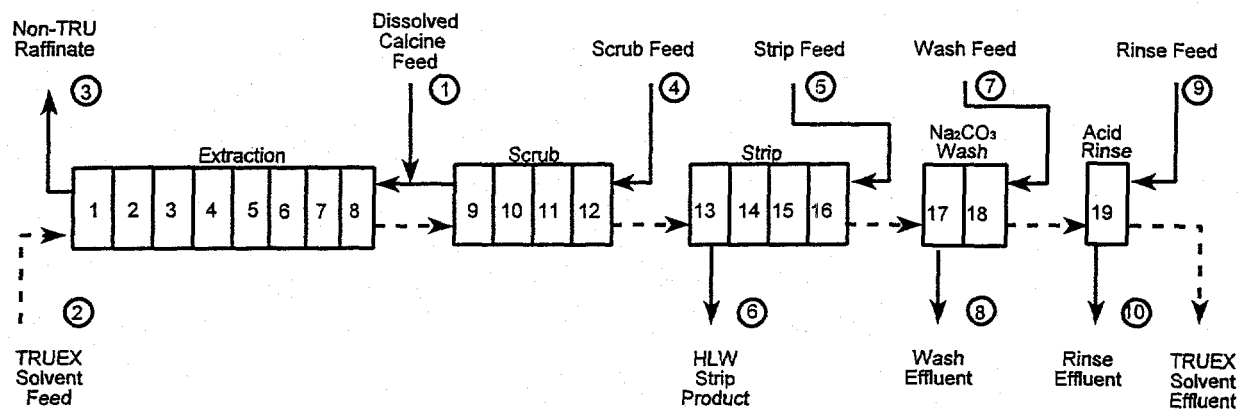 Non-TRU
Raffinate
3
Dissolved
Calcine
Feed
1
Scrub Feed
4
Strip Feed
5
Wash Feed
7
Rinse Feed
9
Extraction
1 2 3 4 5 6 7 8
Scrub
9 10 11 12
Strip
13 14 15 16
Na₂CO₃
Wash
17 18
Acid
Rinse
19
2
TRUEX
Solvent
Feed
6
HLW
Strip
Product
8
Wash
Effluent
10
Rinse
Effluent
TRUEX
Solvent
Effluent